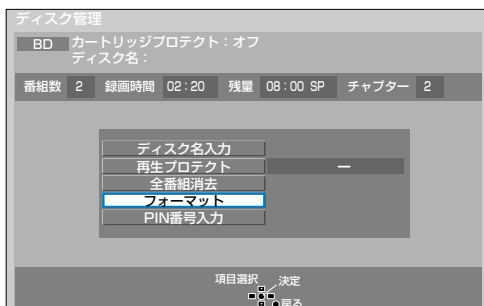 ディスク管理
BD カートリッジプロテクト：オフ
ディスク名：
番組数 2 録画時間 02:20 残量 08:00 SP チャプター 2
ディスク名入力
再生プロテクト ー
全番組消去
フォーマット
PIN番号入力
項目選択 決定
戻る